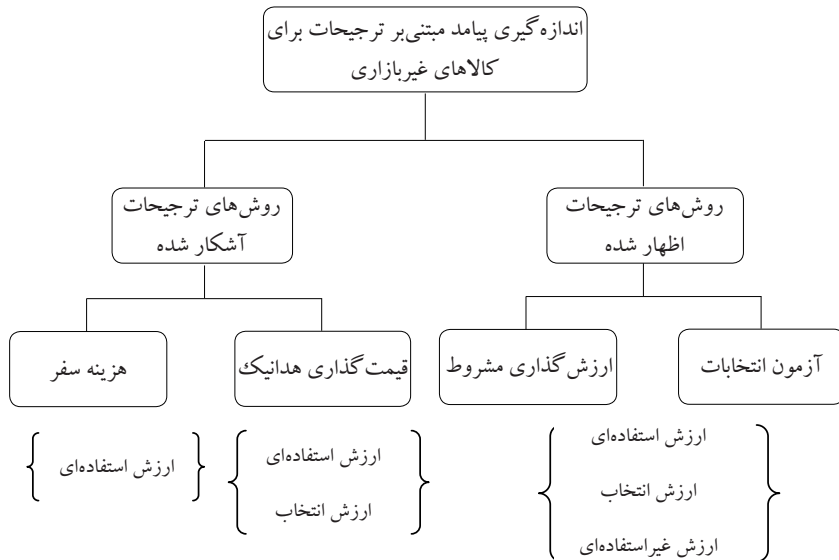 اندازه‌گیری پیامد مبتنی‌بر ترجیحات برای
کالاهای غیربازاری
روش‌های ترجیحات
اظهار شده
روش‌های ترجیحات
آشکار شده
آزمون انتخابات
ارزش‌گذاری مشروط
قیمت‌گذاری هدانیک
هزینه سفر
ارزش استفاده‌ای
ارزش انتخاب
ارزش غیراستفاده‌ای
ارزش استفاده‌ای
ارزش انتخاب
ارزش استفاده‌ای